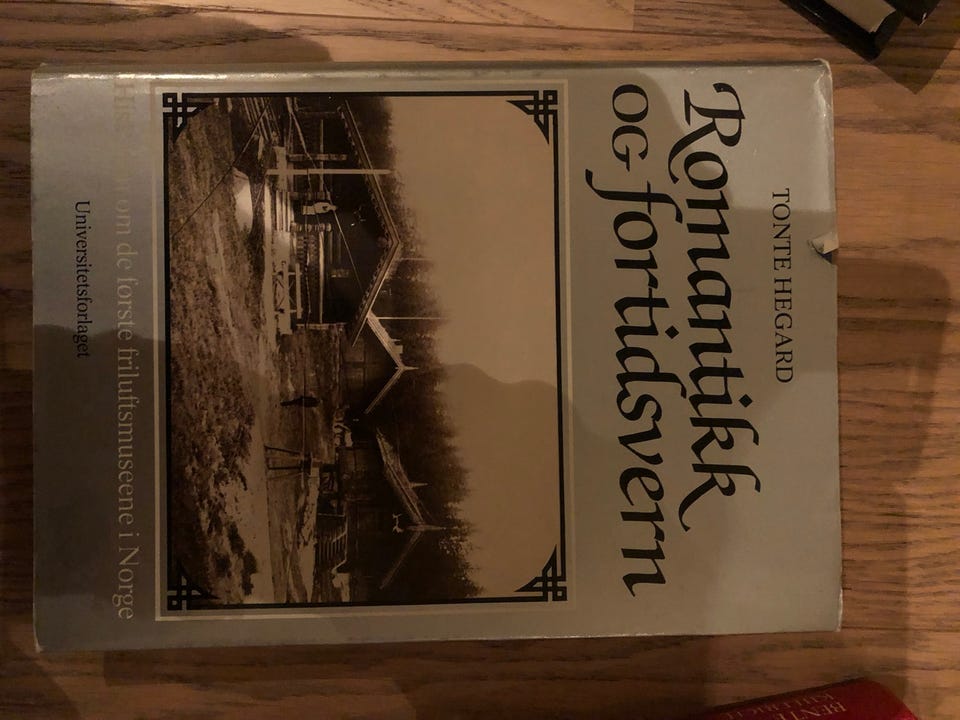 TONTE HEGARD
Romantikk
OG fortidsvern
om de første friluftsmuseene i Norge
Universitetsforlaget